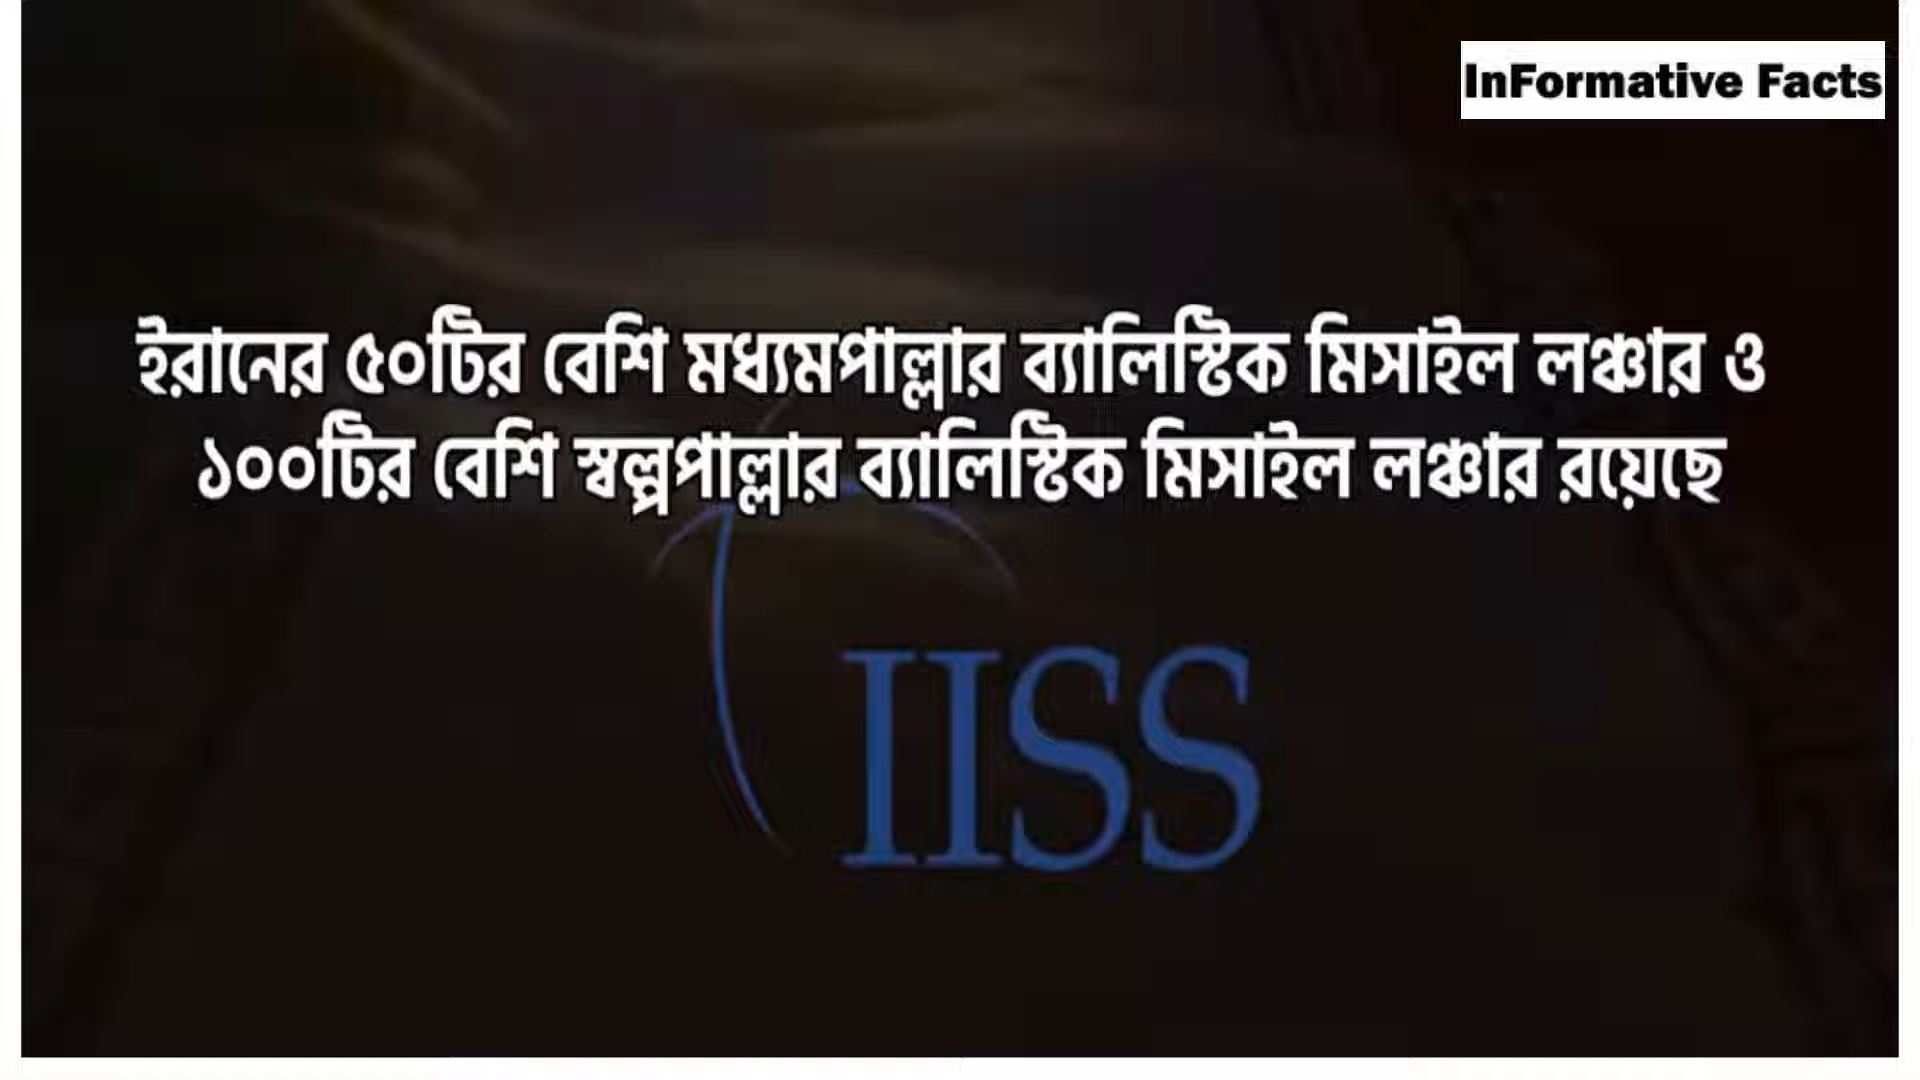 InFormative Facts
ইরানের ৫০টির বেশি মধ্যমপাল্লার ব্যালিস্টিক মিসাইল লঞ্চার ও
১০০টির বেশি স্বল্পপাল্লার ব্যালিস্টিক মিসাইল লঞ্চার রয়েছে
IISS